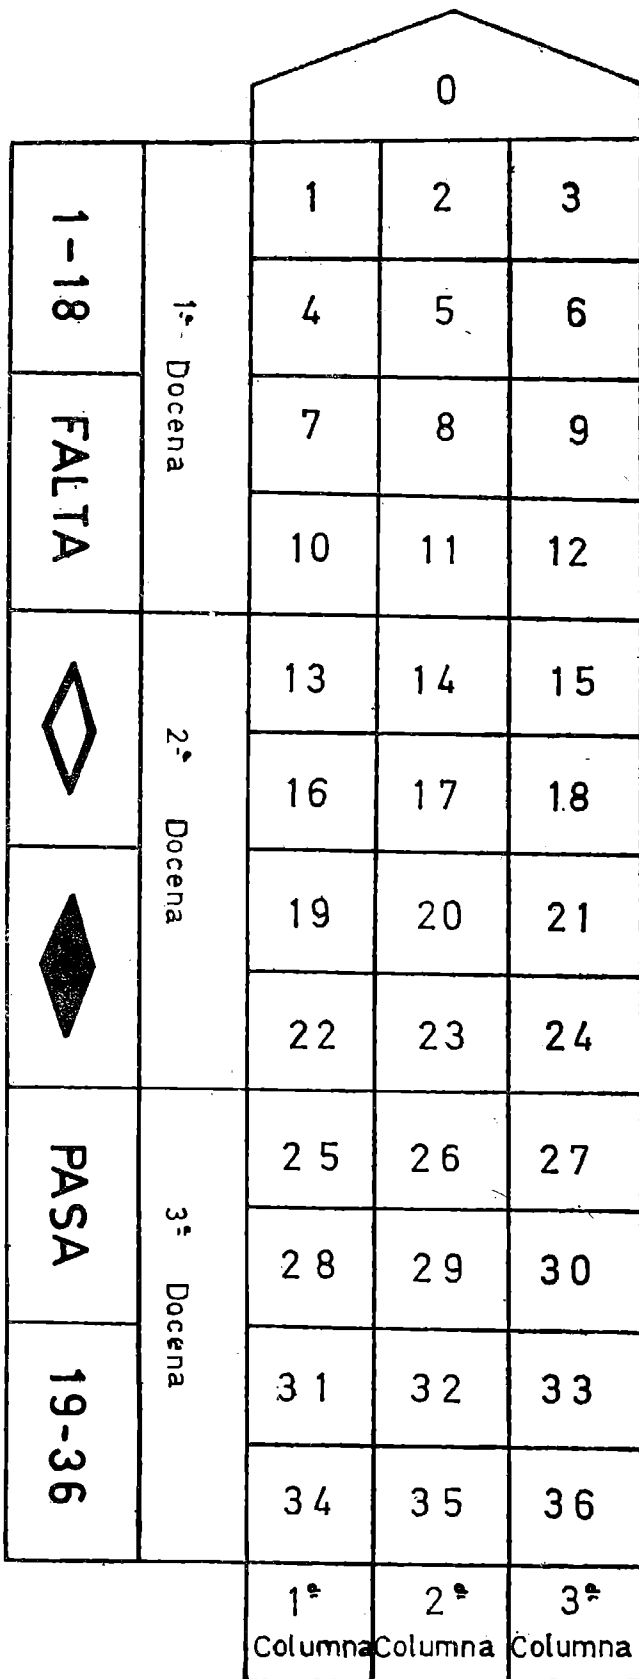 0
1 2 3
4 5 6
7 8 9
10 11 12
13 14 15
16 17 18
19 20 21
22 23 24
25 26 27
28 29 30
31 32 33
34 35 36
1ª Columna
2ª Columna
3ª Columna
1ª Docena
2ª Docena
3ª Docena
1-18
FALTA
PASA
19-36